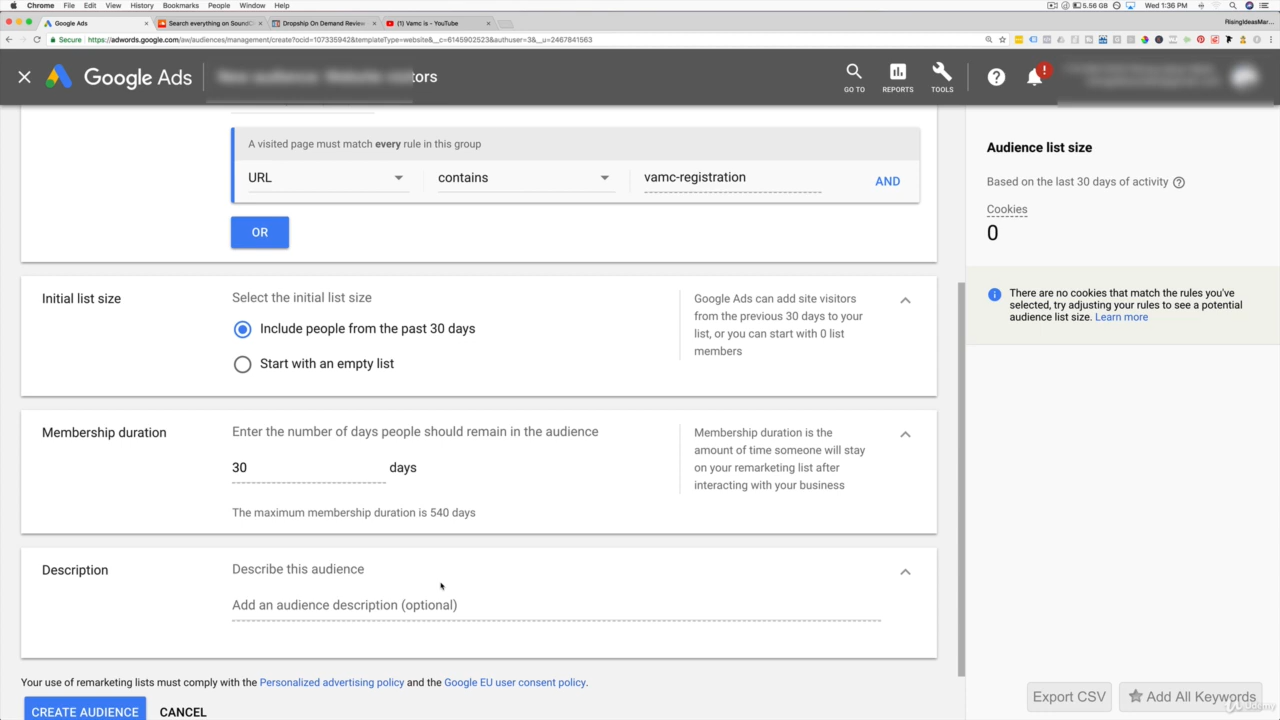 Chrome File Edit View History Bookmarks People Window Help
5.56 GB
Wed 1:36 PM
Google Ads
Search everything on SoundCl
Dropship On Demand Review
(1) Vamc is - YouTube
RisingIdeasMar...
Secure https://adwords.google.com/aw/audiences/management/create?ocid=107335942&templateType=website&__c=6145902523&authuser=3&__u=2467841563
Google Ads
tors
GO TO
REPORTS
TOOLS
A visited page must match every rule in this group
URL
contains
vamc-registration
AND
OR
Initial list size
Select the initial list size
Include people from the past 30 days
Start with an empty list
Google Ads can add site visitors
from the previous 30 days to your
list, or you can start with 0 list
members
Membership duration
Enter the number of days people should remain in the audience
30 days
The maximum membership duration is 540 days
Membership duration is the
amount of time someone will stay
on your remarketing list after
interacting with your business
Description
Describe this audience
Add an audience description (optional)
Your use of remarketing lists must comply with the Personalized advertising policy and the Google EU user consent policy.
CREATE AUDIENCE
CANCEL
Audience list size
Based on the last 30 days of activity
Cookies
0
There are no cookies that match the rules you've
selected, try adjusting your rules to see a potential
audience list size. Learn more
Export CSV
Add All Keywords
Udemy